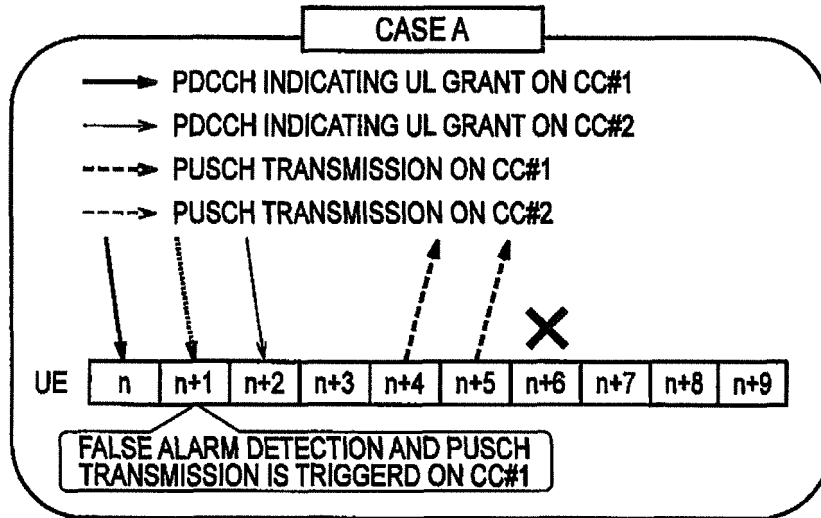 CASE A
PDCCH INDICATING UL GRANT ON CC#1
PDCCH INDICATING UL GRANT ON CC#2
PUSCH TRANSMISSION ON CC#1
PUSCH TRANSMISSION ON CC#2
UE n n+1 n+2 n+3 n+4 n+5 n+6 n+7 n+8 n+9
FALSE ALARM DETECTION AND PUSCH
TRANSMISSION IS TRIGGERD ON CC#1